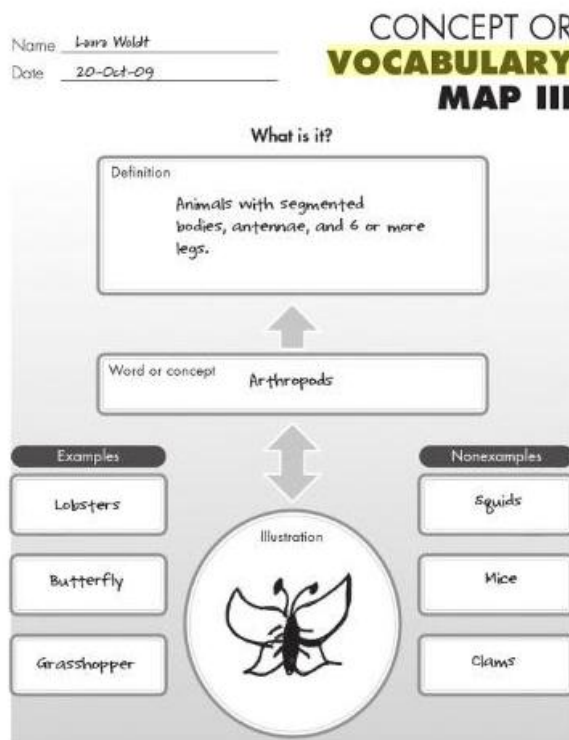 Name Laura Woldt
Date 20-Oct-09
CONCEPT OR
VOCABULARY
MAP III
What is it?
Definition
Animals with segmented
bodies, antennae, and 6 or more
legs.
Word or concept Arthropods
Examples
Lobsters
Butterfly
Grasshopper
Illustration
Nonexamples
Squids
Mice
Clams